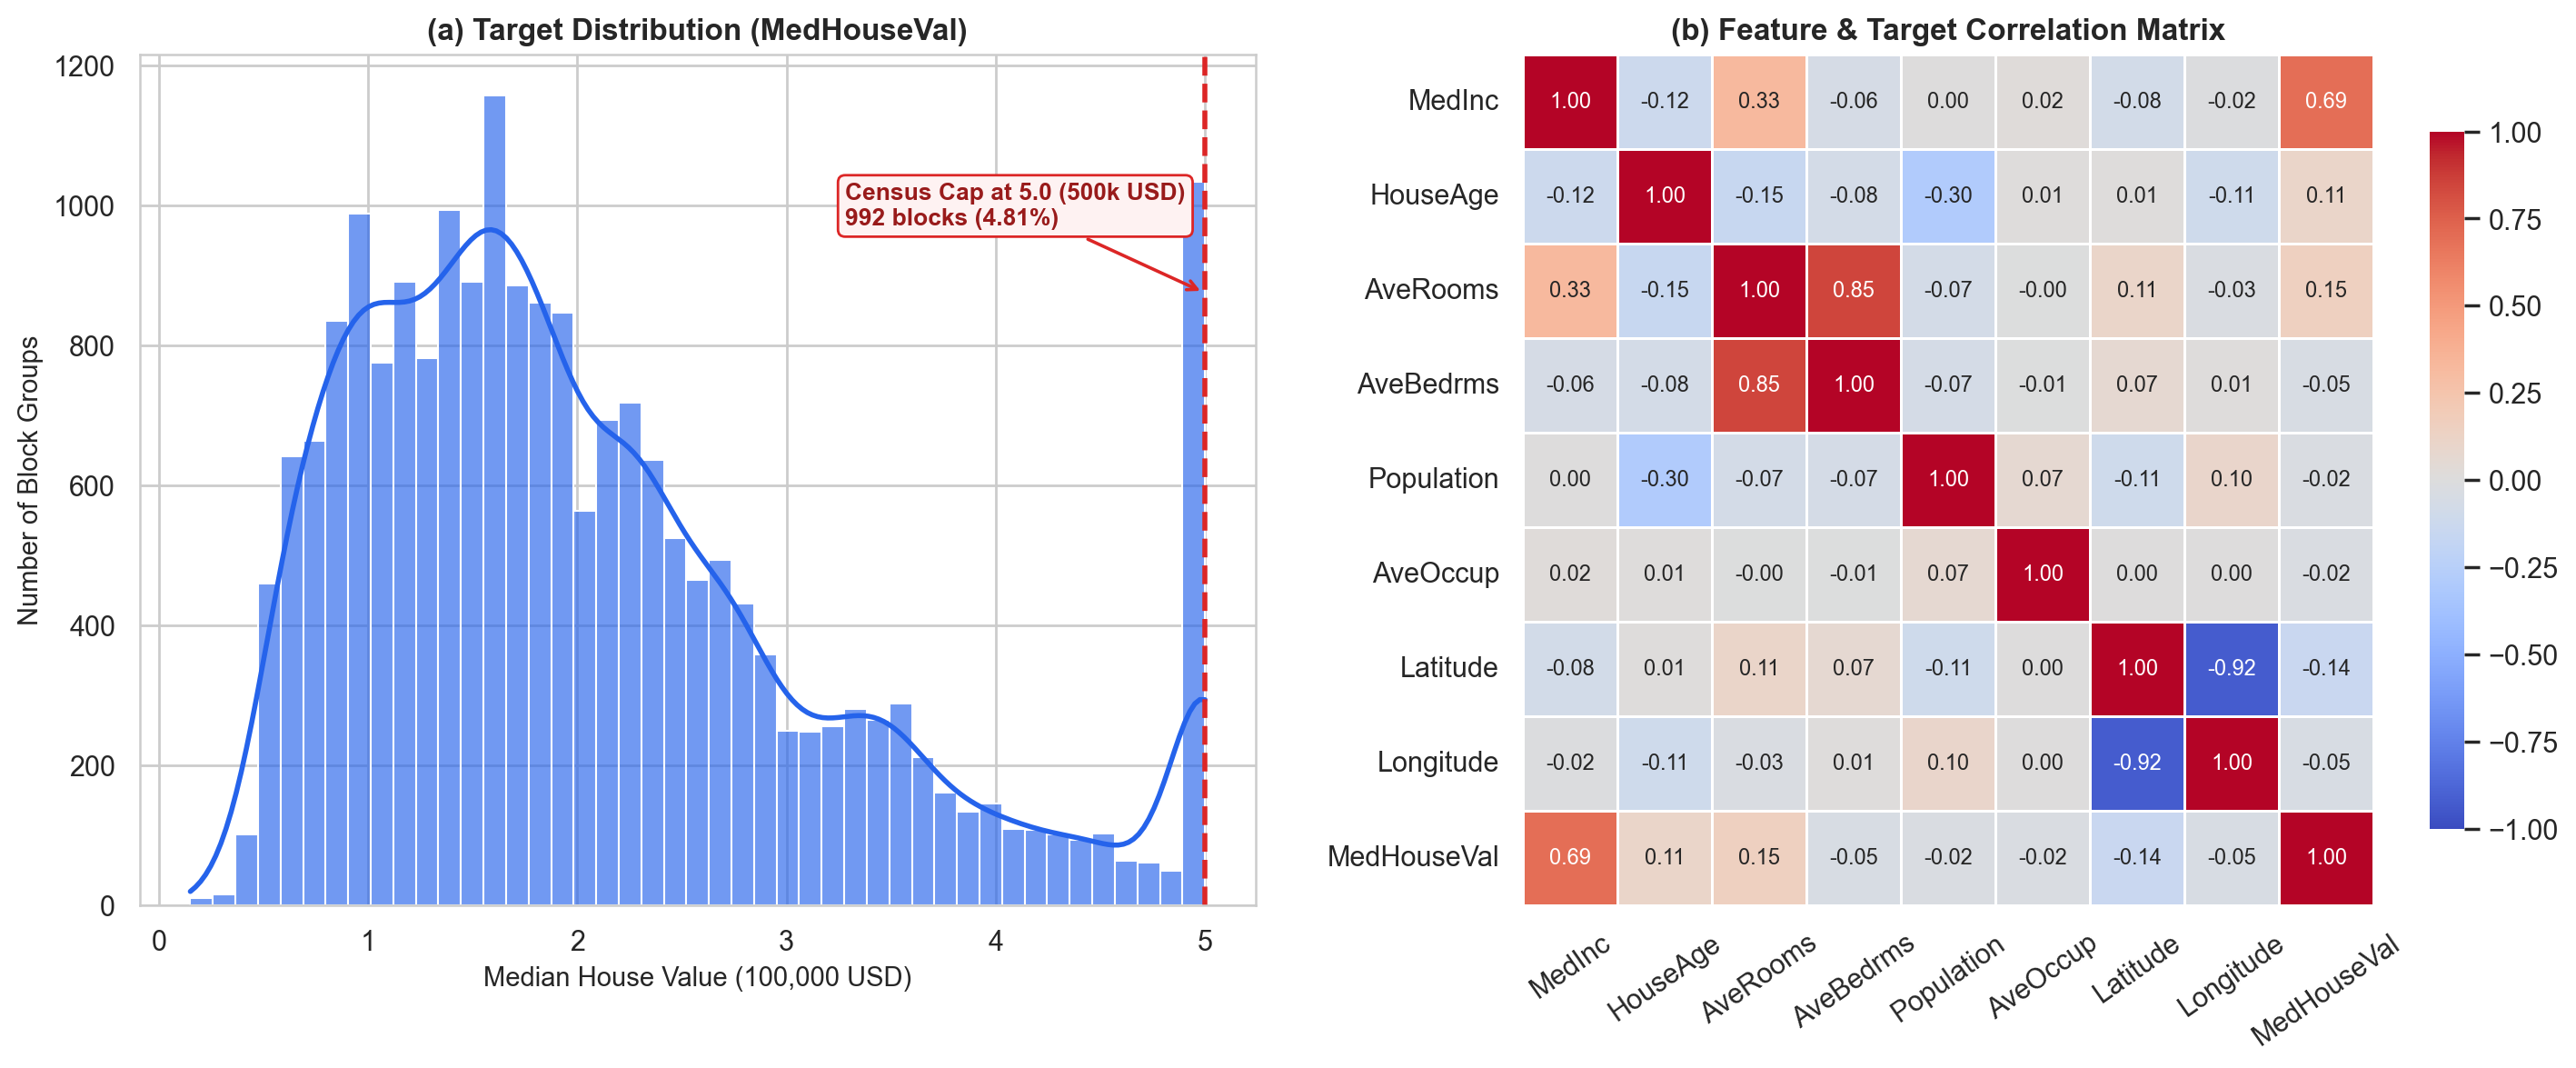 (a) Target Distribution (MedHouseVal)
1200
1000
800
600
400
200
0
Number of Block Groups
Census Cap at 5.0 (500k USD)
992 blocks (4.81%)
0 1 2 3 4 5
Median House Value (100,000 USD)
(b) Feature & Target Correlation Matrix
MedInc 1.00 -0.12 0.33 -0.06 0.00 0.02 -0.08 -0.02 0.69
HouseAge -0.12 1.00 -0.15 -0.08 -0.30 0.01 0.01 -0.11 0.11
AveRooms 0.33 -0.15 1.00 0.85 -0.07 -0.00 0.11 -0.03 0.15
AveBedrms -0.06 -0.08 0.85 1.00 -0.07 -0.01 0.07 0.01 -0.05
Population 0.00 -0.30 -0.07 -0.07 1.00 0.07 -0.11 0.10 -0.02
AveOccup 0.02 0.01 -0.00 -0.01 0.07 1.00 0.00 0.00 -0.02
Latitude -0.08 0.01 0.11 0.07 -0.11 0.00 1.00 -0.92 -0.14
Longitude -0.02 -0.11 -0.03 0.01 0.10 0.00 -0.92 1.00 -0.05
MedHouseVal 0.69 0.11 0.15 -0.05 -0.02 -0.02 -0.14 -0.05 1.00
MedInc HouseAge AveRooms AveBedrms Population AveOccup Latitude Longitude MedHouseVal
1.00
0.75
0.50
0.25
0.00
−0.25
−0.50
−0.75
−1.00